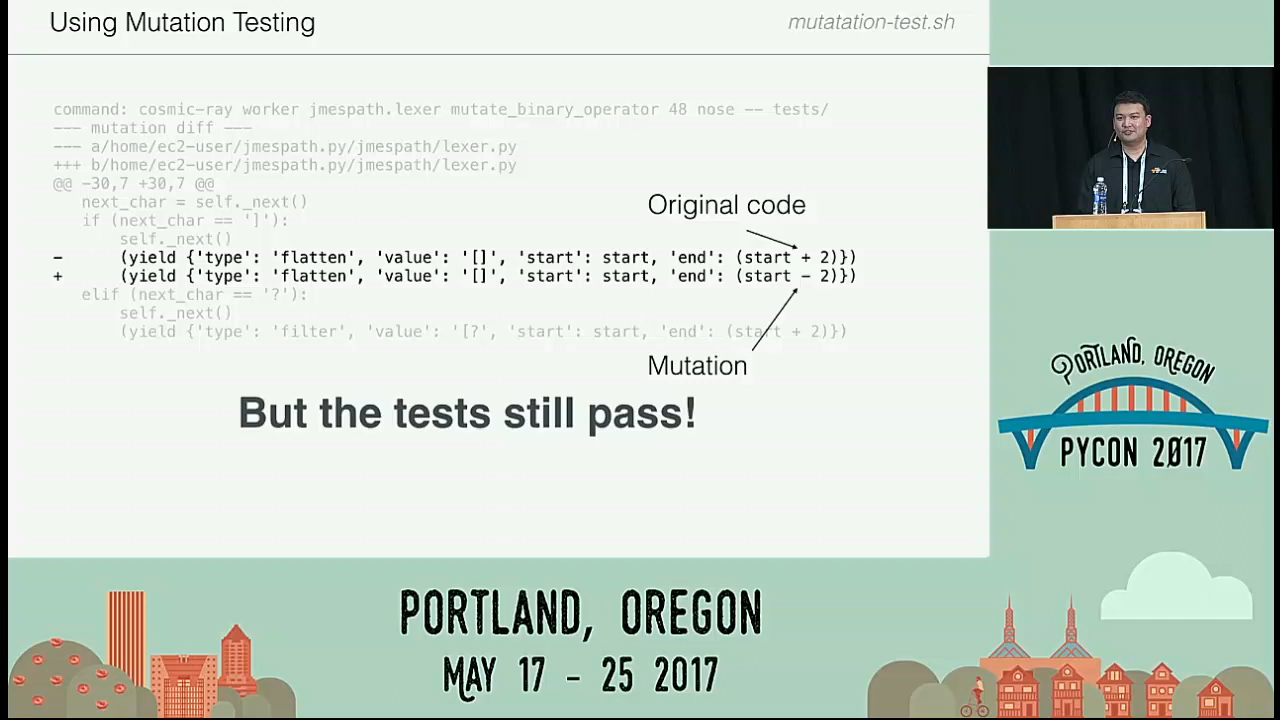 Using Mutation Testing
mutatation-test.sh
command: cosmic-ray worker jmespath.lexer mutate_binary_operator 48 nose -- tests/
--- mutation diff ---
--- a/home/ec2-user/jmespath.py/jmespath/lexer.py
+++ b/home/ec2-user/jmespath.py/jmespath/lexer.py
@@ -30,7 +30,7 @@
next_char = self._next()
if (next_char == ']'):
self._next()
- (yield {'type': 'flatten', 'value': '[]', 'start': start, 'end': (start + 2)})
+ (yield {'type': 'flatten', 'value': '[]', 'start': start, 'end': (start - 2)})
elif (next_char == '?'):
self._next()
(yield {'type': 'filter', 'value': '[?', 'start': start, 'end': (start + 2)})
Original code
Mutation
But the tests still pass!
PORTLAND, OREGON
PYCON 2017
PORTLAND, OREGON
MAY 17 - 25 2017